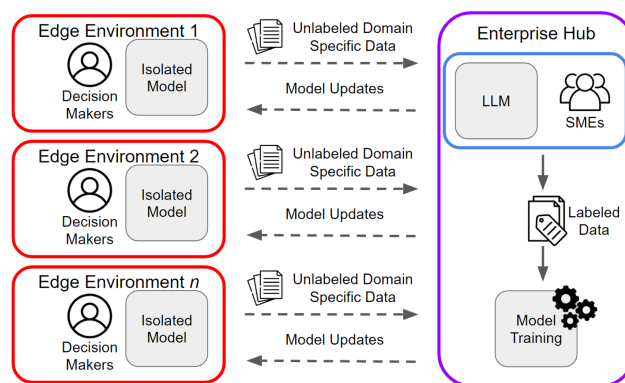 Edge Environment 1
Decision
Makers
Isolated
Model
Unlabeled Domain
Specific Data
Model Updates
Edge Environment 2
Decision
Makers
Isolated
Model
Unlabeled Domain
Specific Data
Model Updates
Edge Environment n
Decision
Makers
Isolated
Model
Unlabeled Domain
Specific Data
Model Updates
Enterprise Hub
LLM
SMEs
Labeled
Data
Model
Training